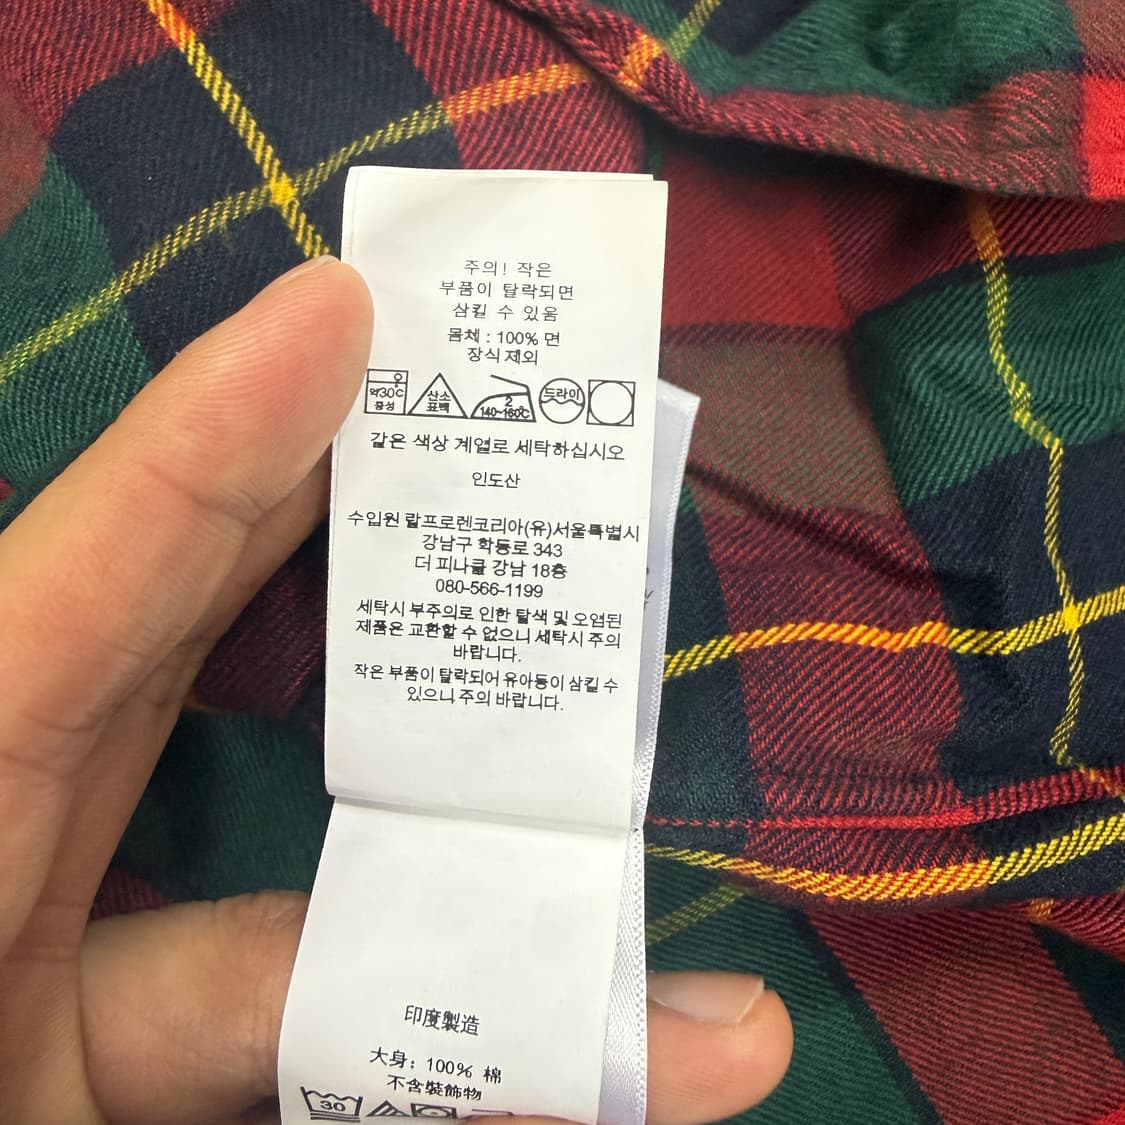 주의! 작은
부품이 탈락되면
삼킬 수 있움
몸체 : 100% 면
장식 제외
약30℃
중성
산소
표백
2
140~160℃
드라이
같은 색상 계열로 세탁하십시오
인도산
수입원 랄프로렌코리아(유)서울특별시
강남구 학동로 343
더 피나클 강남 18층
080-566-1199
세탁시 부주의로 인한 탈색 및 오염된
제품은 교환할 수 없으니 세탁시 주의
바랍니다.
작은 부품이 탈락되어 유아등이 삼킬 수
있으니 주의 바랍니다.
印度製造
大身: 100% 棉
不含裝飾物
30